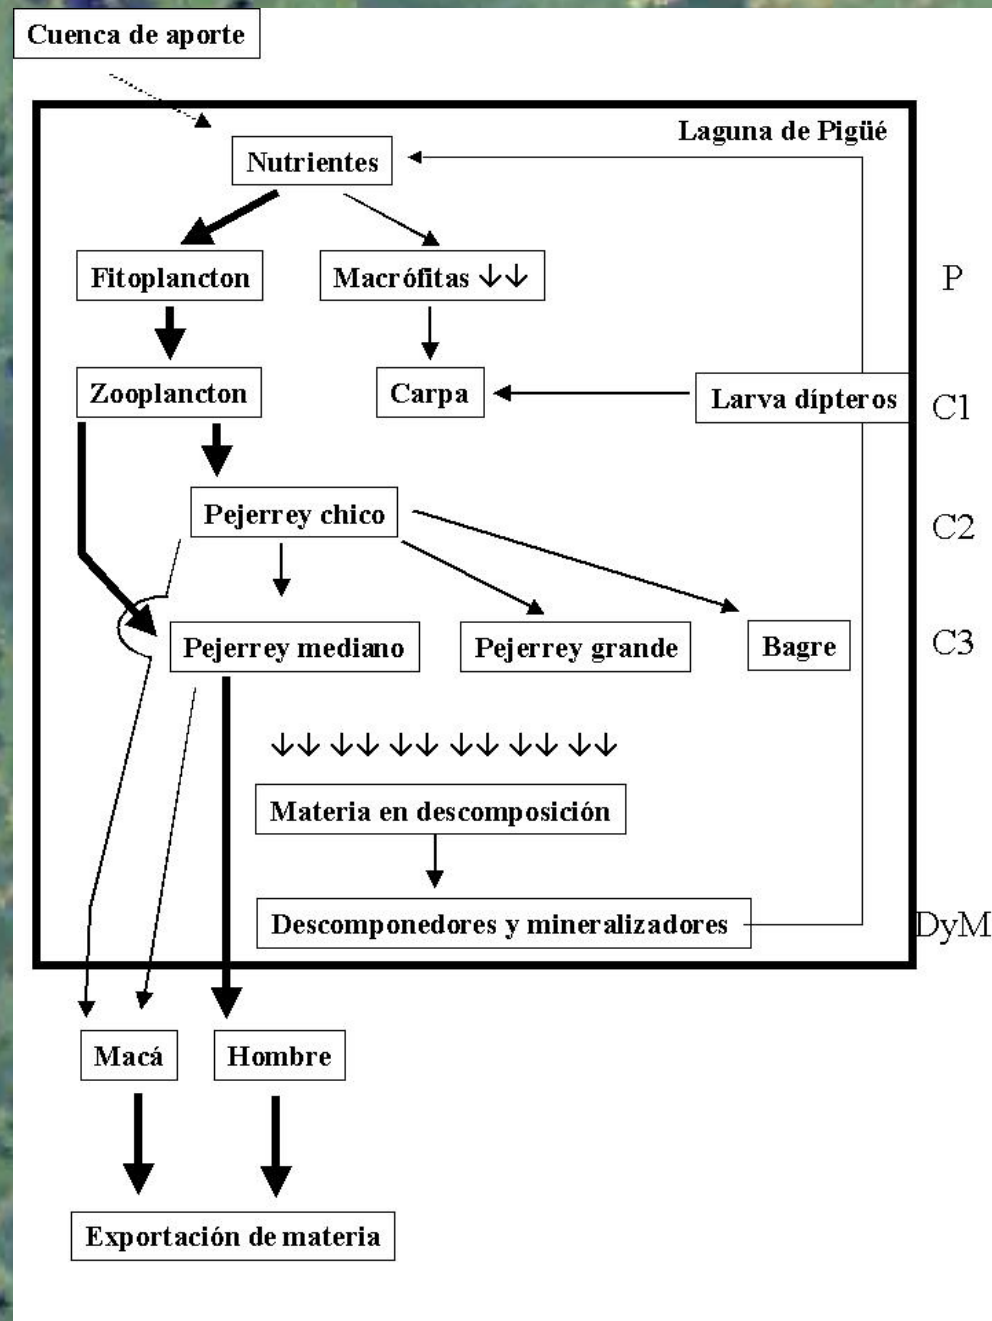 Cuenca de aporte
Laguna de Pigüé
Nutrientes
Fitoplancton
Macrófitas ↓↓
P
Zooplancton
Carpa
Larva dípteros
C1
Pejerrey chico
C2
Pejerrey mediano
Pejerrey grande
Bagre
C3
↓↓ ↓↓ ↓↓ ↓↓ ↓↓ ↓↓
Materia en descomposición
Descomponedores y mineralizadores
DyM
Macá
Hombre
Exportación de materia